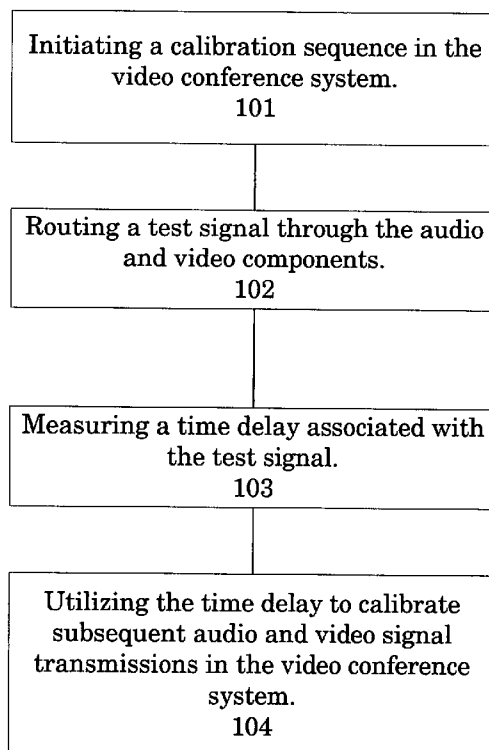 Initiating a calibration sequence in the
video conference system.
101
Routing a test signal through the audio
and video components.
102
Measuring a time delay associated with
the test signal.
103
Utilizing the time delay to calibrate
subsequent audio and video signal
transmissions in the video conference
system.
104